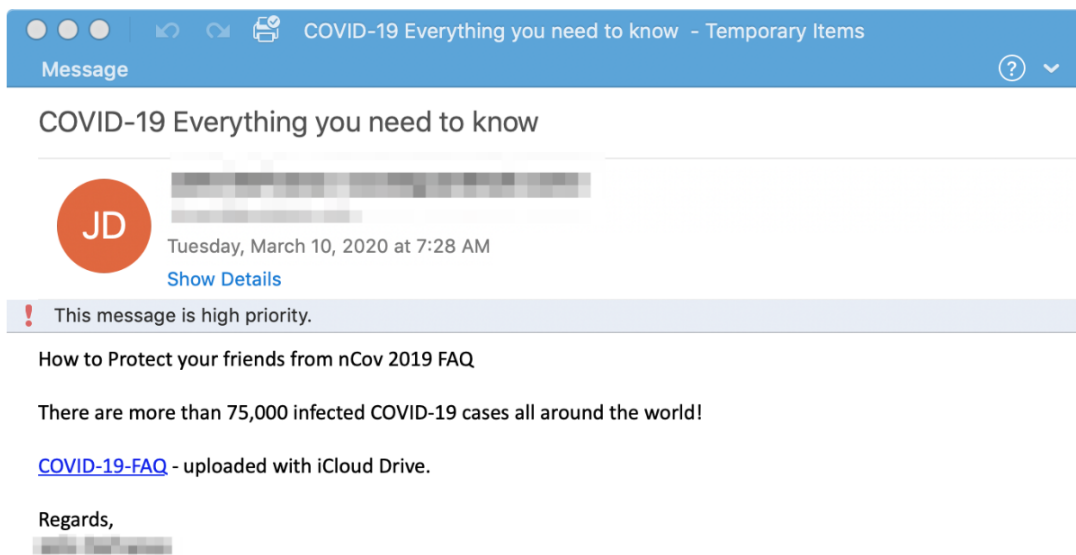 COVID-19 Everything you need to know - Temporary Items
Message
COVID-19 Everything you need to know
JD
Tuesday, March 10, 2020 at 7:28 AM
Show Details
This message is high priority.
How to Protect your friends from nCov 2019 FAQ
There are more than 75,000 infected COVID-19 cases all around the world!
COVID-19-FAQ - uploaded with iCloud Drive.
Regards,